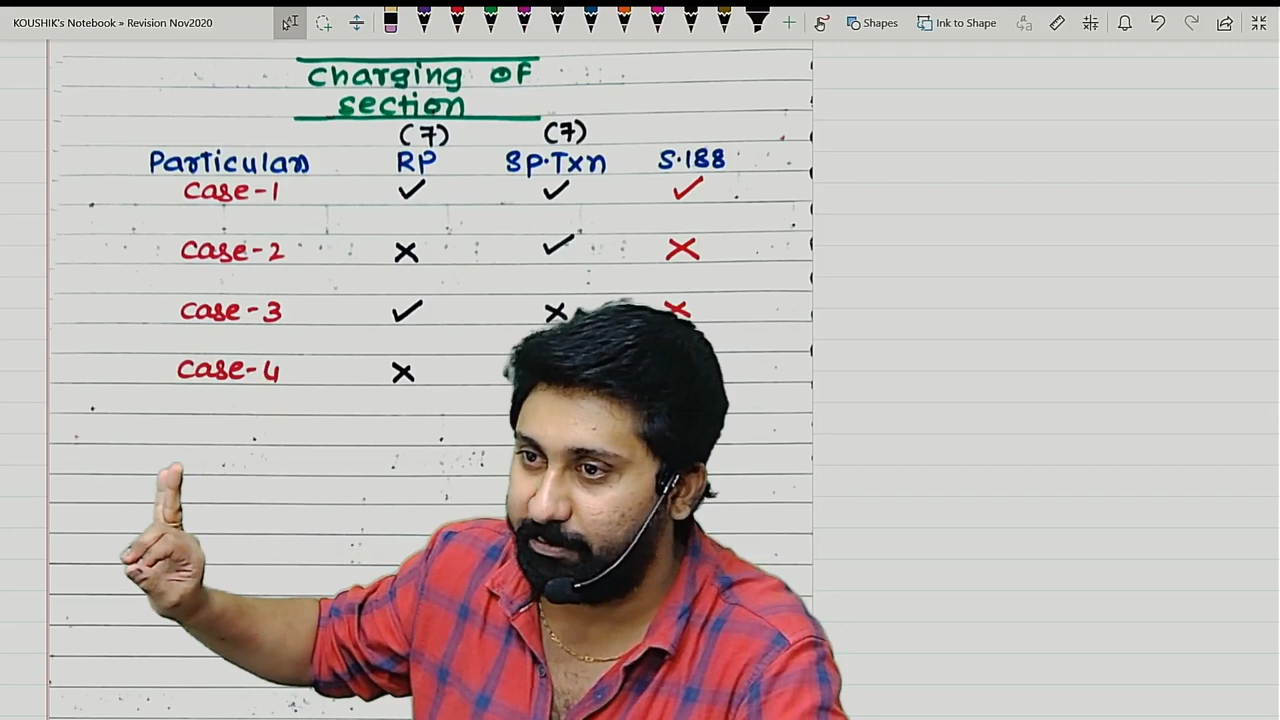 KOUSHIK's Notebook » Revision Nov2020
Shapes
Ink to Shape
Charging of
section
(7) (7)
Particulars RP SP.Txn S.188
Case-1 ✓ ✓ ✓
Case-2 × ✓ ×
Case-3 ✓ × ×
Case-4 ×